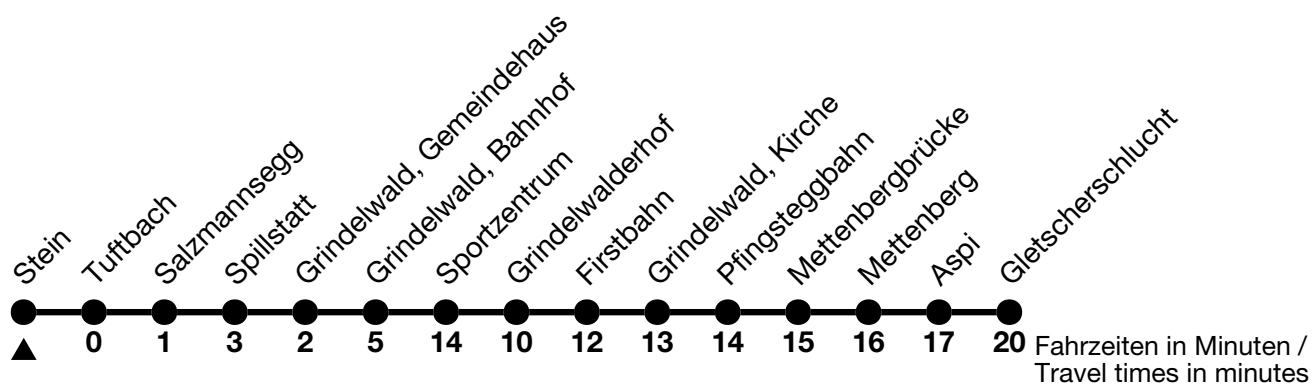 Stein
Tuftbach
Salzmannsegg
Spillstatt
Grindelwald, Gemeindehaus
Grindelwald, Bahnhof
Sportzentrum
Grindelwalderhof
Firstbahn
Grindelwald, Kirche
Pfingsteggbahn
Mettenbergbrücke
Mettenberg
Aspi
Gletscherschlucht
0 1 3 2 5 14 10 12 13 14 15 16 17 20 Fahrzeiten in Minuten /
Travel times in minutes